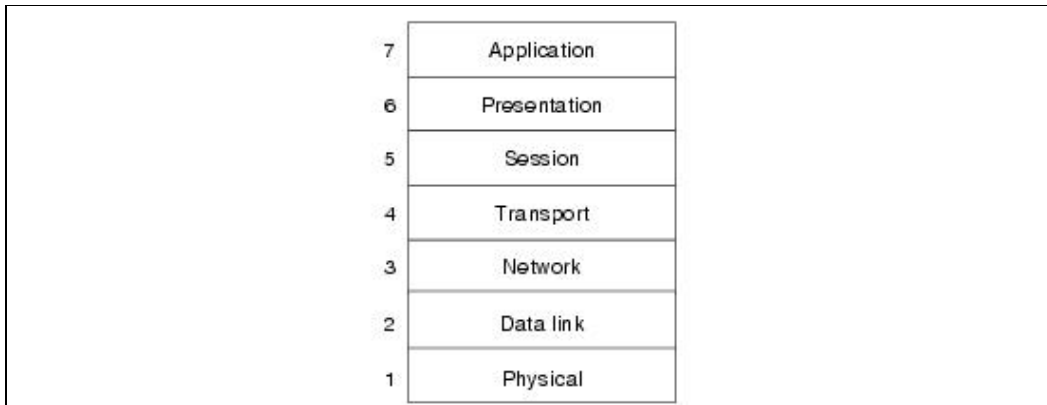 7 Application
6 Presentation
5 Session
4 Transport
3 Network
2 Data link
1 Physical